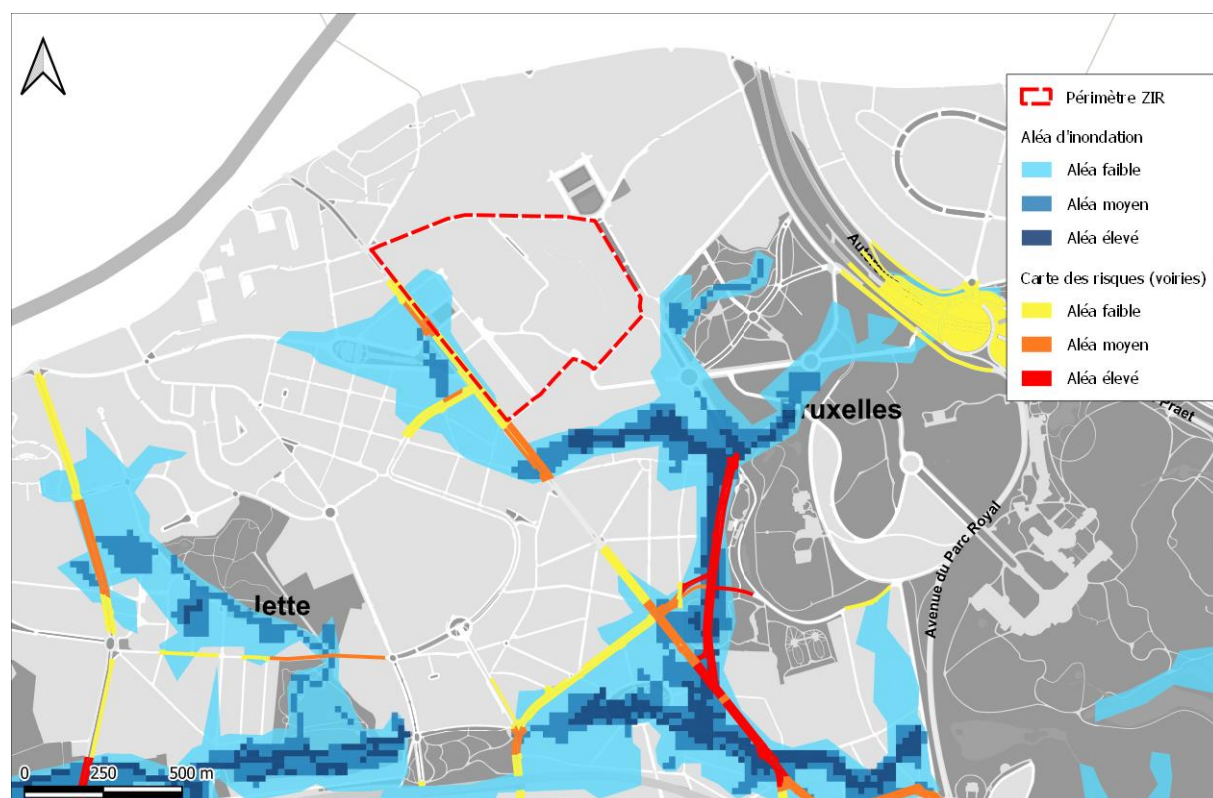 Périmètre ZIR
Aléa d'inondation
Aléa faible
Aléa moyen
Aléa élevé
Carte des risques (voiries)
Aléa faible
Aléa moyen
Aléa élevé
Praet
ruxelles
Avenue du Parc Royal
lette
0 250 500 m